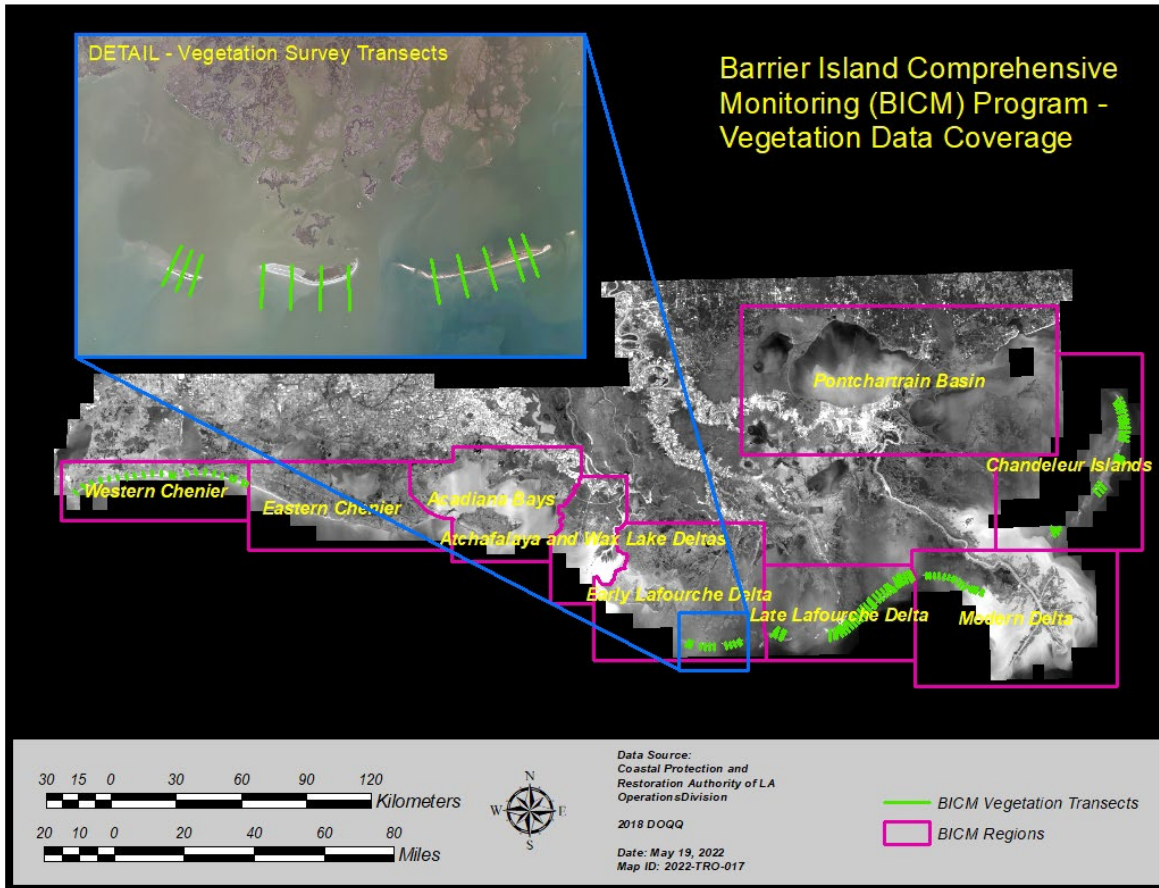 DETAIL - Vegetation Survey Transects
Barrier Island Comprehensive
Monitoring (BICM) Program -
Vegetation Data Coverage
Pontchartrain Basin
Chandeleur Islands
Western Chenier
Eastern Chenier
Acadiana Bays
Atchafalaya and Wax Lake Deltas
Early Lafourche Delta
Late Lafourche Delta
Modern Delta
30 15 0 30 60 90 120
Kilometers
20 10 0 20 40 60 80
Miles
N
W E
S
Data Source:
Coastal Protection and
Restoration Authority of LA
OperationsDivision
2018 DOQQ
Date: May 19, 2022
Map ID: 2022-TRO-017
BICM Vegetation Transects
BICM Regions